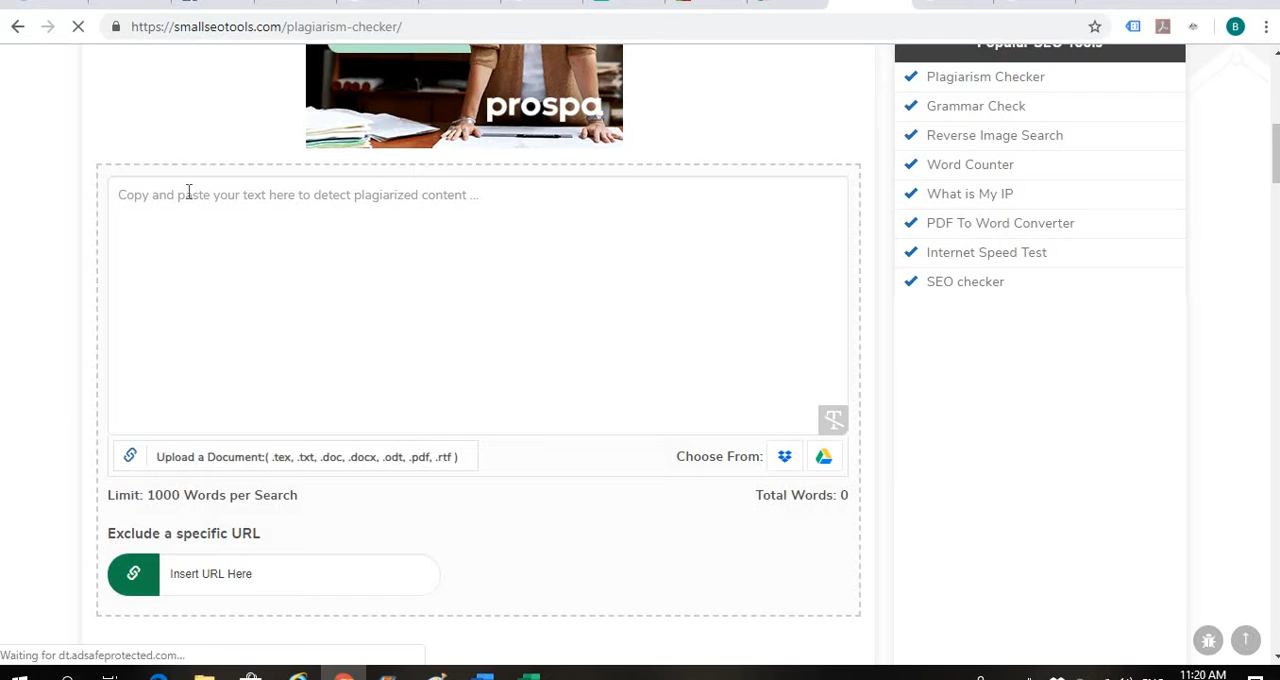 https://smallseotools.com/plagiarism-checker/
B
prospa
Popular SEO Tools
Plagiarism Checker
Grammar Check
Reverse Image Search
Word Counter
What is My IP
PDF To Word Converter
Internet Speed Test
SEO checker
Copy and paste your text here to detect plagiarized content ...
Upload a Document:( .tex, .txt, .doc, .docx, .odt, .pdf, .rtf )
Choose From:
Limit: 1000 Words per Search
Total Words: 0
Exclude a specific URL
Insert URL Here
Waiting for dt.adsafeprotected.com...
11:20 AM